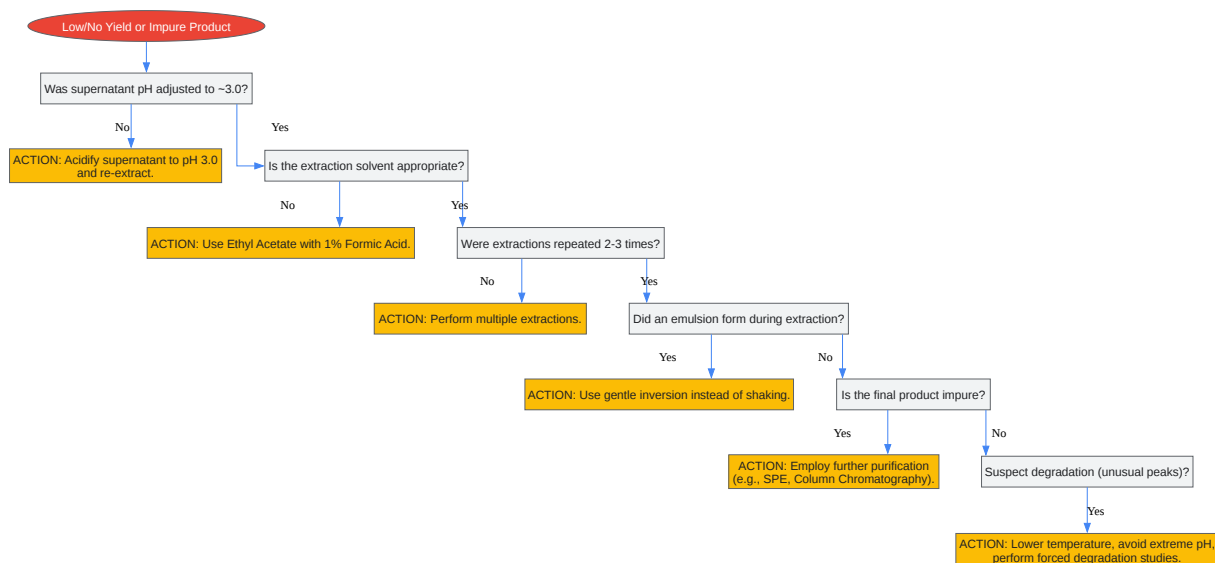 Low/No Yield or Impure Product
Was supernatant pH adjusted to ~3.0?
No
Yes
ACTION: Acidify supernatant to pH 3.0
and re-extract.
Is the extraction solvent appropriate?
No
Yes
ACTION: Use Ethyl Acetate with 1% Formic Acid.
Were extractions repeated 2-3 times?
No
Yes
ACTION: Perform multiple extractions.
Did an emulsion form during extraction?
Yes
No
ACTION: Use gentle inversion instead of shaking.
Is the final product impure?
Yes
No
ACTION: Employ further purification
(e.g., SPE, Column Chromatography).
Suspect degradation (unusual peaks)?
Yes
ACTION: Lower temperature, avoid extreme pH,
perform forced degradation studies.